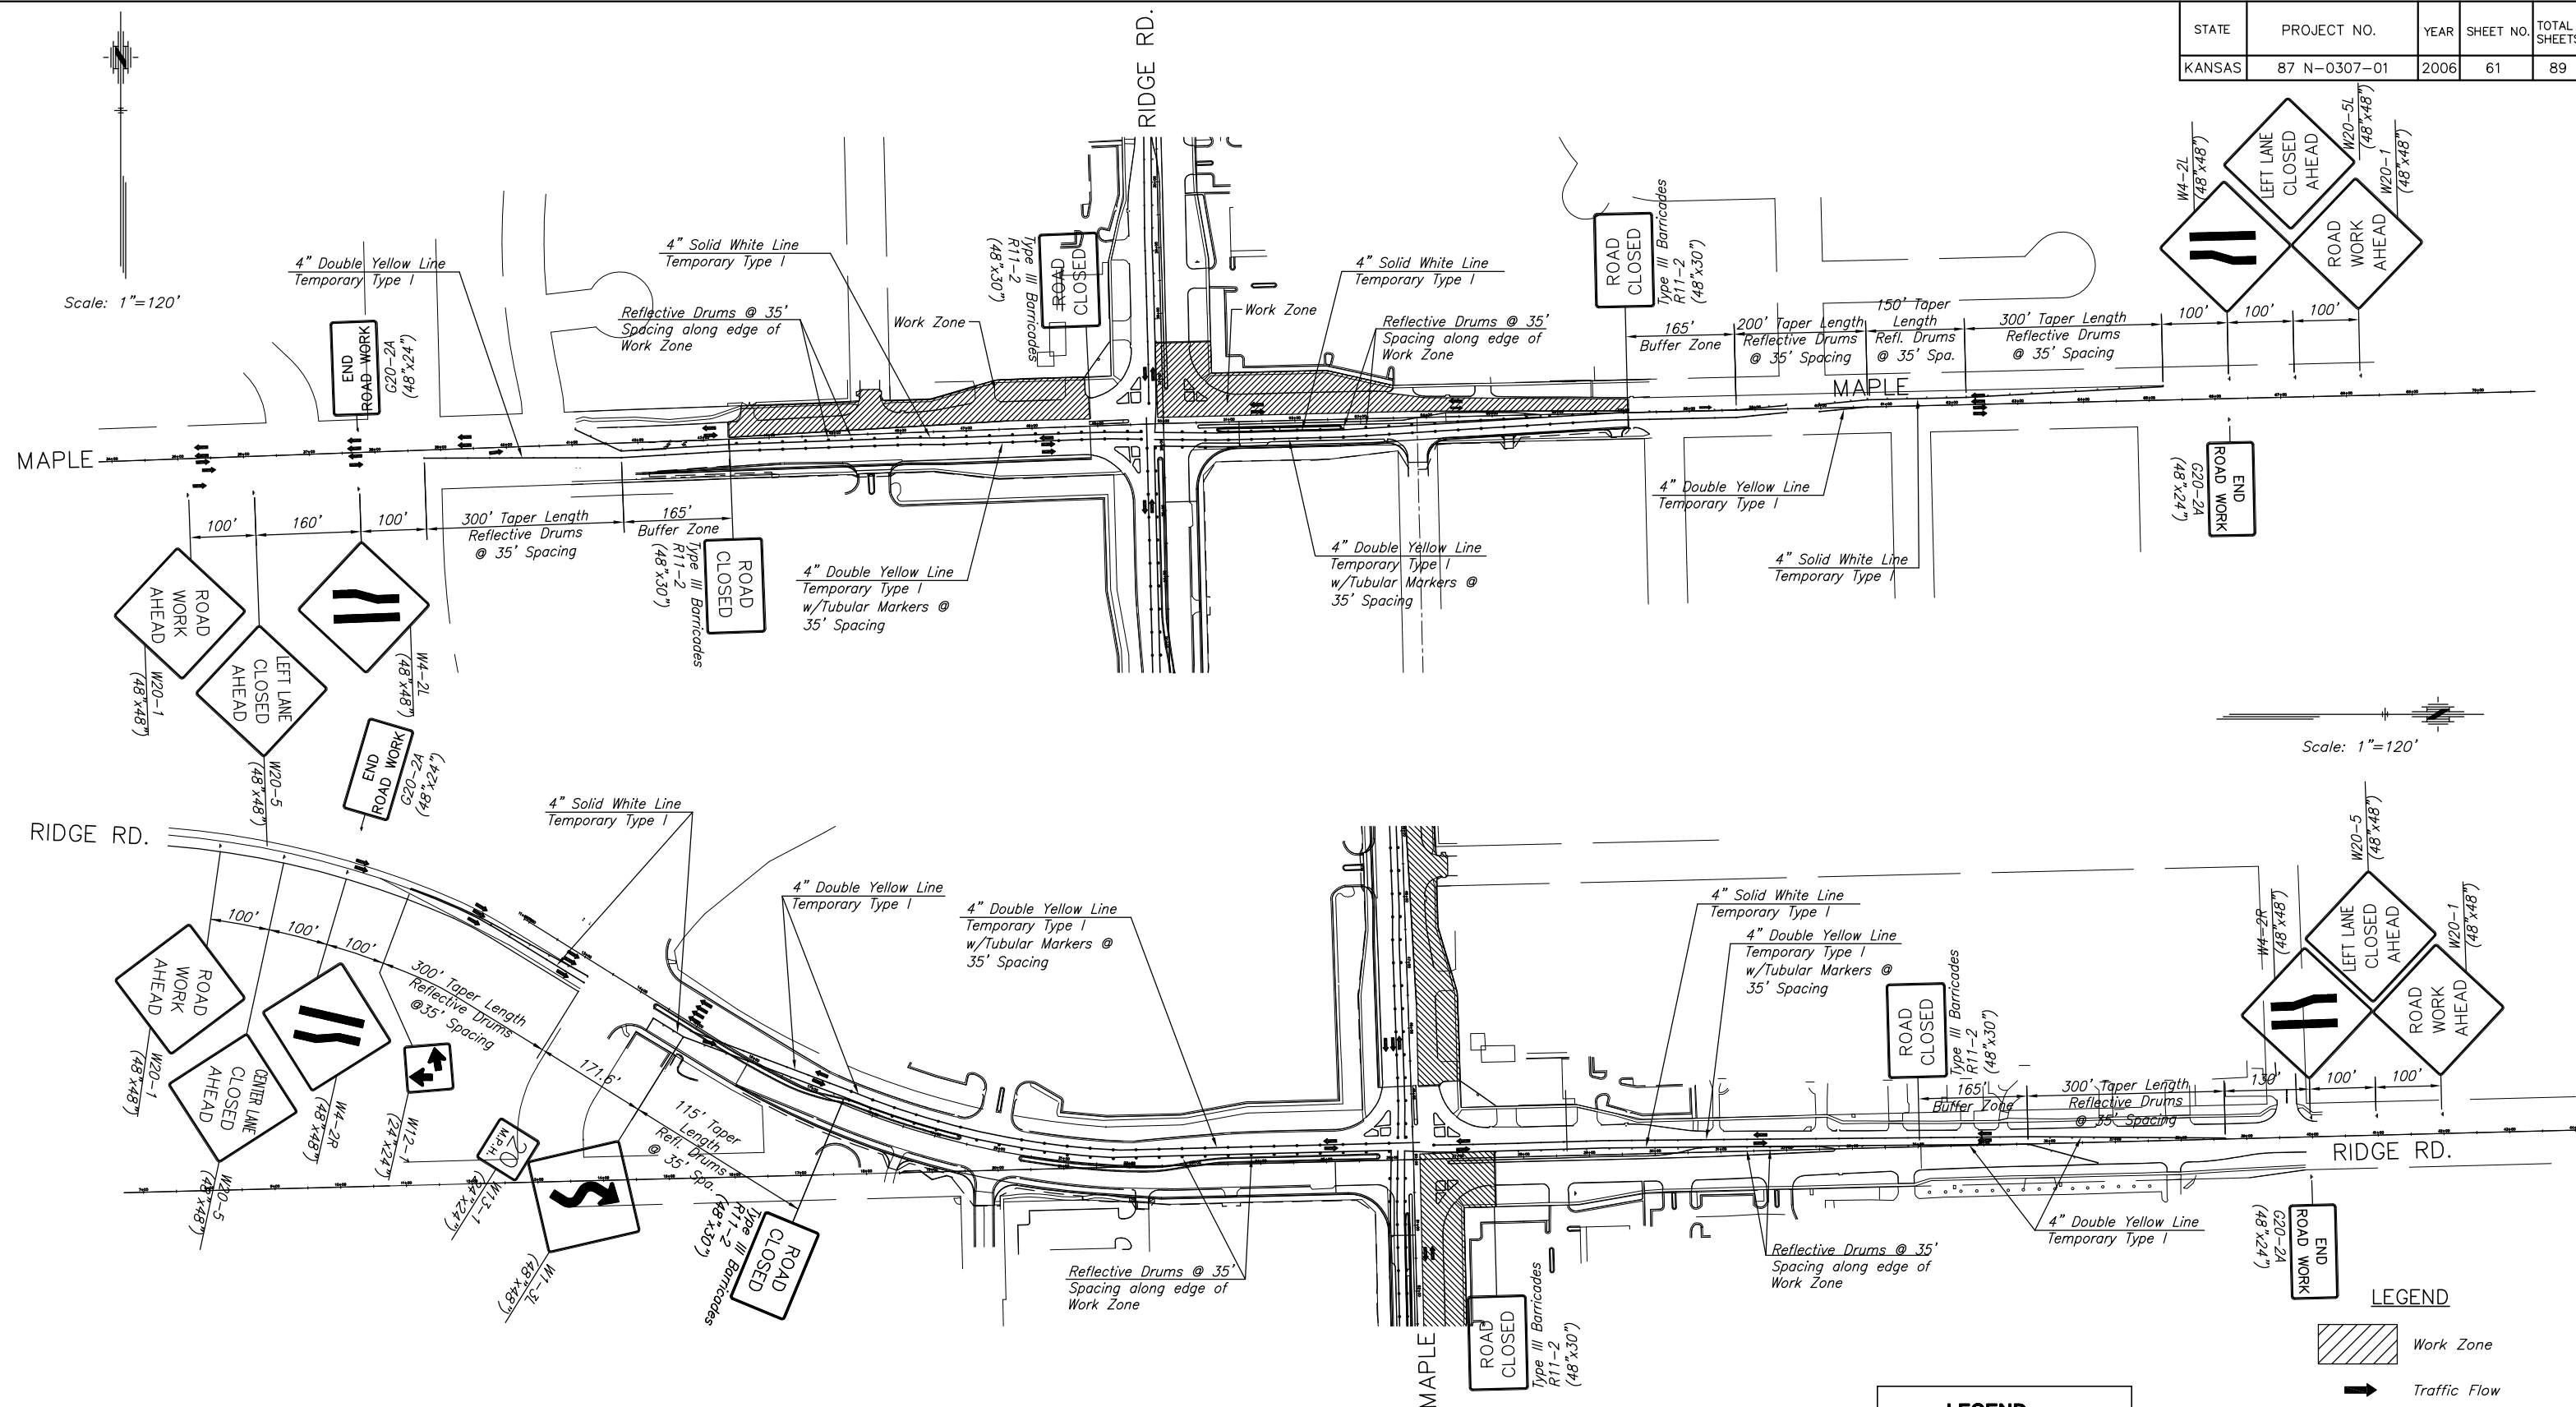 STATE PROJECT NO. YEAR SHEET NO. TOTAL SHEETS
KANSAS 87 N-0307-01 2006 61 89
RIDGE RD.
Scale: 1"=120'
4" Double Yellow Line
Temporary Type I
4" Solid White Line
Temporary Type I
Reflective Drums @ 35'
Spacing along edge of
Work Zone
Work Zone
END
ROAD WORK
G20-2A
(48"x24")
ROAD
CLOSED
Type III Barricades
R11-2
(48"x30")
Work Zone
4" Solid White Line
Temporary Type I
Reflective Drums @ 35'
Spacing along edge of
Work Zone
ROAD
CLOSED
Type III Barricades
R11-2
(48"x30")
165'
Buffer Zone
200' Taper Length
Reflective Drums
@ 35' Spacing
150' Taper
Length
Refl. Drums
@ 35' Spa.
300' Taper Length
Reflective Drums
@ 35' Spacing
100'
100'
100'
W4-2L
(48"x48")
LEFT LANE
CLOSED
AHEAD
W20-5L
(48"x48")
ROAD
WORK
AHEAD
W20-1
(48"x48")
MAPLE
MAPLE
100'
160'
100'
300' Taper Length
Reflective Drums
@ 35' Spacing
165'
Buffer Zone
ROAD
CLOSED
Type III Barricades
R11-2
(48"x30")
4" Double Yellow Line
Temporary Type I
w/Tubular Markers @
35' Spacing
4" Double Yellow Line
Temporary Type I
w/Tubular Markers @
35' Spacing
4" Double Yellow Line
Temporary Type I
4" Solid White Line
Temporary Type I
END
ROAD WORK
G20-2A
(48"x24")
ROAD
WORK
AHEAD
W20-1
(48"x48")
LEFT LANE
CLOSED
AHEAD
W20-5
(48"x48")
W4-2L
(48"x48")
END
ROAD WORK
G20-2A
(48"x24")
Scale: 1"=120'
RIDGE RD.
4" Solid White Line
Temporary Type I
4" Double Yellow Line
Temporary Type I
4" Double Yellow Line
Temporary Type I
w/Tubular Markers @
35' Spacing
100'
100'
100'
300' Taper Length
Reflective Drums
@35' Spacing
171.6'
115' Taper
Length
Refl. Drums
@ 35' Spa.
ROAD
WORK
AHEAD
W20-1
(48"x48")
CENTER LANE
CLOSED
AHEAD
W20-5
(48"x48")
W4-2R
(48"x48")
W12-1
(24"x24")
20
M.P.H.
W13-1
(24"x24")
W1-3L
(48"x48")
Type III Barricades
R11-2
(48"x30")
ROAD
CLOSED
Reflective Drums @ 35'
Spacing along edge of
Work Zone
4" Solid White Line
Temporary Type I
4" Double Yellow Line
Temporary Type I
w/Tubular Markers @
35' Spacing
ROAD
CLOSED
Type III Barricades
R11-2
(48"x30")
165'
Buffer Zone
300' Taper Length
Reflective Drums
@ 35' Spacing
130'
100'
100'
W4-2R
(48"x48")
LEFT LANE
CLOSED
AHEAD
W20-5
(48"x48")
ROAD
WORK
AHEAD
W20-1
(48"x48")
RIDGE RD.
4" Double Yellow Line
Temporary Type I
Reflective Drums @ 35'
Spacing along edge of
Work Zone
END
ROAD WORK
G20-2A
(48"x24")
MAPLE
ROAD
CLOSED
Type III Barricades
R11-2
(48"x30")
LEGEND
Work Zone
Traffic Flow
LEGEND